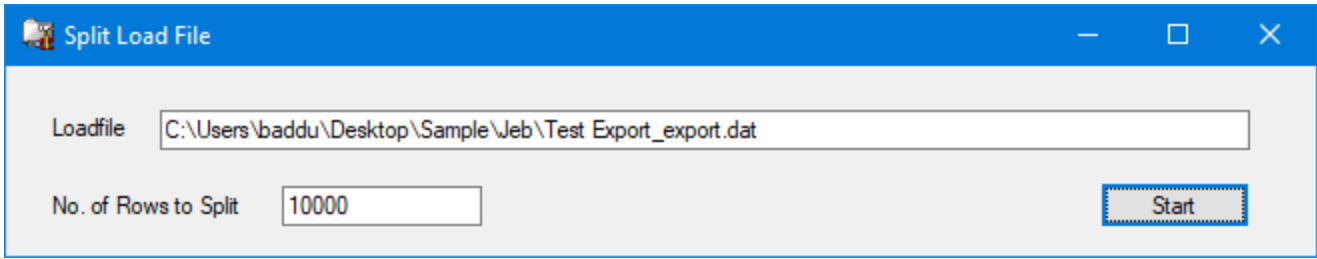 Split Load File
Loadfile C:\Users\baddu\Desktop\Sample\Jeb\Test Export_export.dat
No. of Rows to Split 10000 Start